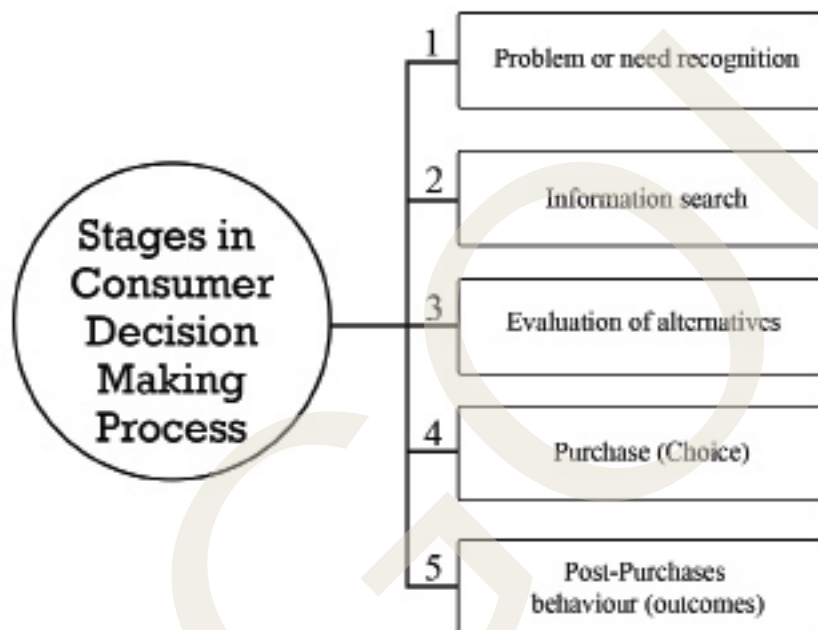 Stages in
Consumer
Decision
Making
Process
1
Problem or need recognition
2
Information search
3
Evaluation of alternatives
4
Purchase (Choice)
5
Post-Purchases
behaviour (outcomes)